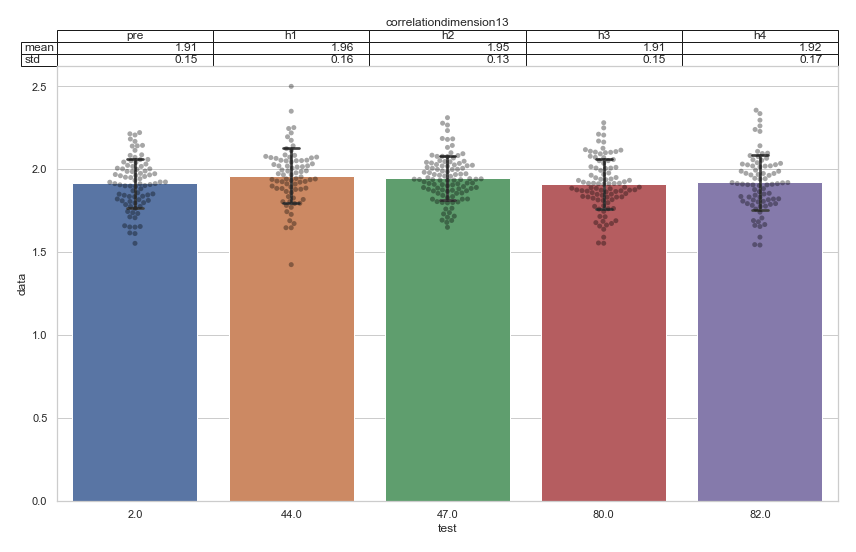 correlationdimension13
pre h1 h2 h3 h4
mean 1.91 1.96 1.95 1.91 1.92
std 0.15 0.16 0.13 0.15 0.17
2.5
2.0
1.5
1.0
0.5
0.0
data
2.0 44.0 47.0 80.0 82.0
test